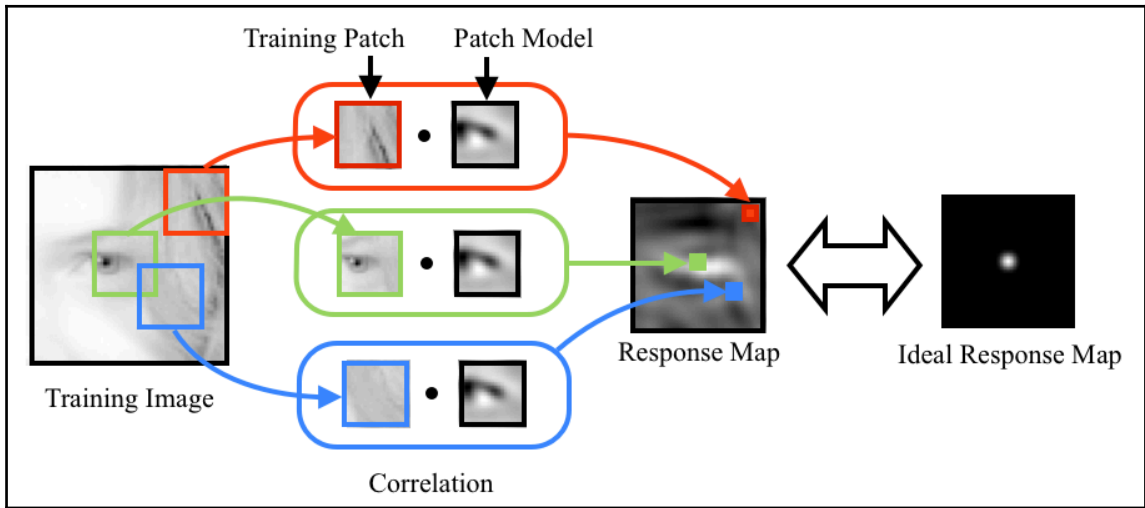 Training Patch
Patch Model
Training Image
Response Map
Ideal Response Map
Correlation